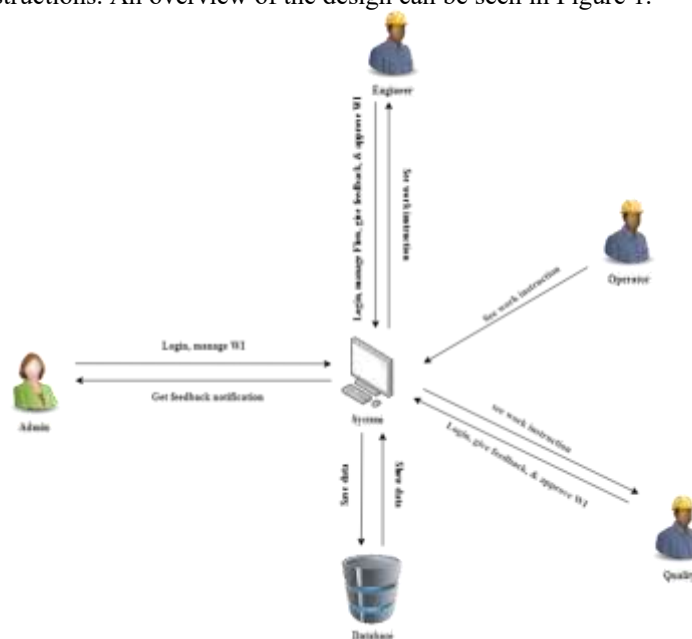 structions. An overview of the design can be seen in Figure 1.
Engineer
Login, manage Files, give feedback, & approve WI
See work instruction
Operator
See work instruction
Login, manage WI
Get feedback notification
Admin
System
see work instruction
Login, give feedback, & approve WI
Save data
Show data
Quality
Database